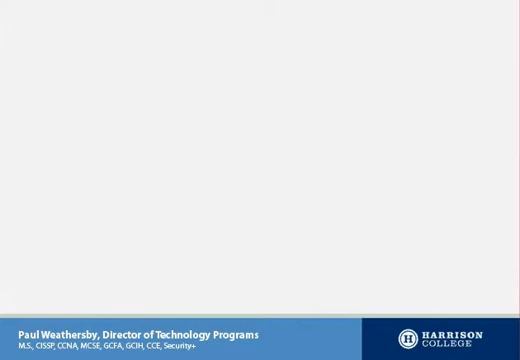 Paul Weathersby, Director of Technology Programs
M.S., CISSP, CCNA, MCSE, GCFA, GCIH, CCE, Security+
H HARRISON
COLLEGE